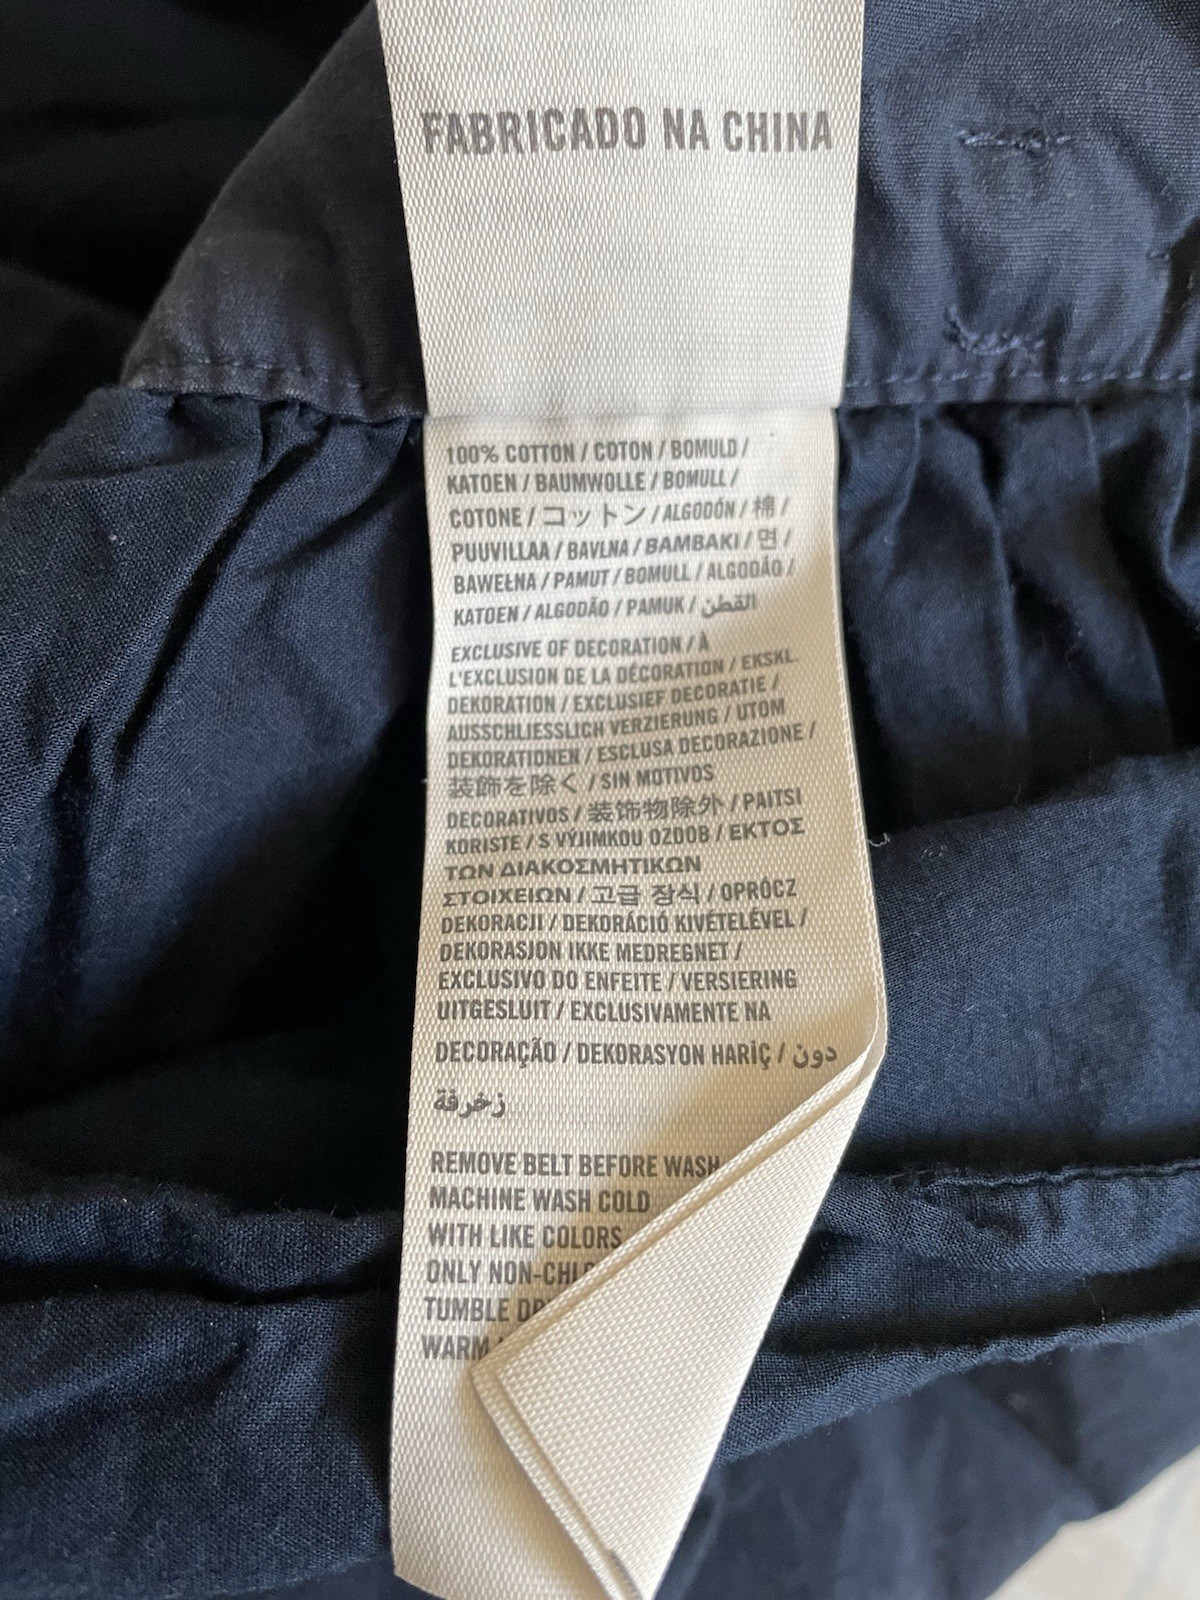 FABRICADO NA CHINA
100% COTTON / COTON / BOMULD /
KATOEN / BAUMWOLLE / BOMULL /
COTONE / コットン / ALGODÓN / 棉 /
PUUVILLAA / BAVLNA / BAMBAKI / 면 /
BAWEŁNA / PAMUT / BOMULL / ALGODÃO /
KATOEN / ALGODÃO / PAMUK / القطن
EXCLUSIVE OF DECORATION / À
L'EXCLUSION DE LA DÉCORATION / EKSKL.
DEKORATION / EXCLUSIEF DECORATIE /
AUSSCHLIESSLICH VERZIERUNG / UTOM
DEKORATIONEN / ESCLUSA DECORAZIONE /
装飾を除く / SIN MOTIVOS
DECORATIVOS / 装饰物除外 / PAITSI
KORISTE / S VÝJIMKOU OZDOB / ΕΚΤΟΣ
ΤΩΝ ΔΙΑΚΟΣΜΗΤΙΚΩΝ
ΣΤΟΙΧΕΙΩΝ / 고급 장식 / OPRÓCZ
DEKORACJI / DEKORÁCIÓ KIVÉTELÉVEL /
DEKORASJON IKKE MEDREGNET /
EXCLUSIVO DO ENFEITE / VERSIERING
UITGESLUIT / EXCLUSIVAMENTE NA
DECORAÇÃO / DEKORASYON HARİÇ / دون
زخرفة
REMOVE BELT BEFORE WASH
MACHINE WASH COLD
WITH LIKE COLORS
ONLY NON-
TUMBLE
WARM